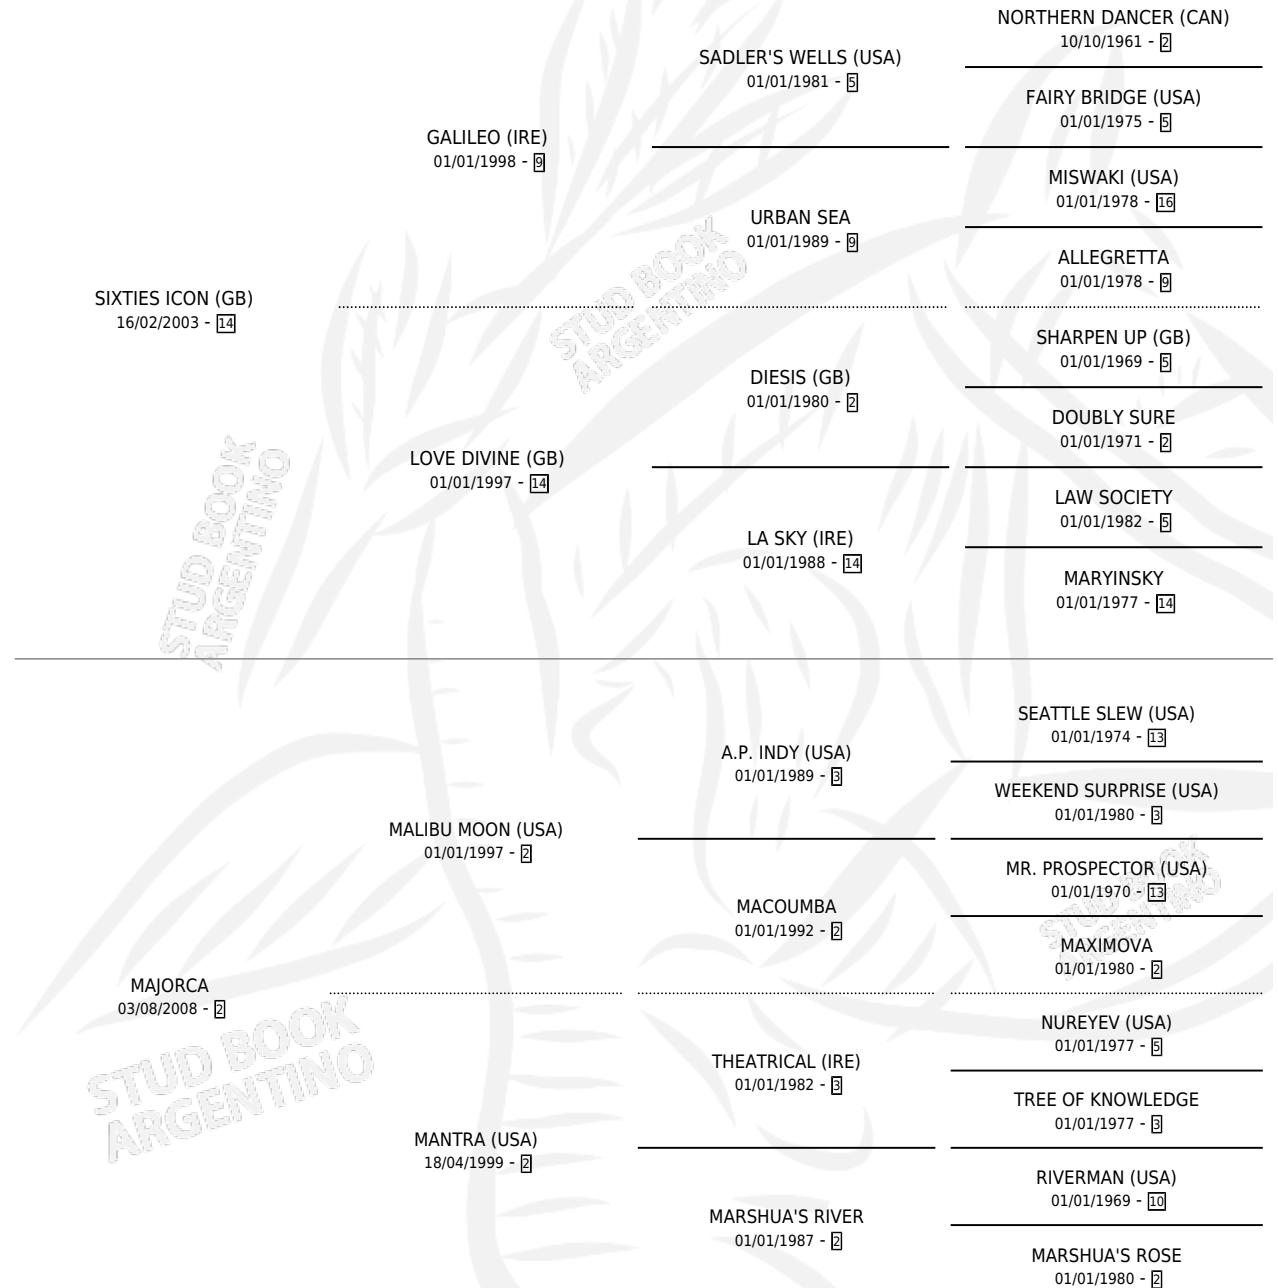 NORTHERN DANCER (CAN)
10/10/1961 - 2
SADLER'S WELLS (USA)
01/01/1981 - 5
FAIRY BRIDGE (USA)
01/01/1975 - 5
GALILEO (IRE)
01/01/1998 - 9
MISWAKI (USA)
01/01/1978 - 16
URBAN SEA
01/01/1989 - 9
ALLEGRETTA
01/01/1978 - 9
SIXTIES ICON (GB)
16/02/2003 - 14
STUD BOOK
ARGENTINO
SHARPEN UP (GB)
01/01/1969 - 5
DIESIS (GB)
01/01/1980 - 2
DOUBLY SURE
01/01/1971 - 2
LOVE DIVINE (GB)
01/01/1997 - 14
LAW SOCIETY
01/01/1982 - 5
LA SKY (IRE)
01/01/1988 - 14
MARYINSKY
01/01/1977 - 14
STUD BOOK
ARGENTINO
SEATTLE SLEW (USA)
01/01/1974 - 13
A.P. INDY (USA)
01/01/1989 - 3
WEEKEND SURPRISE (USA)
01/01/1980 - 3
MALIBU MOON (USA)
01/01/1997 - 2
MR. PROSPECTOR (USA)
01/01/1970 - 13
MACOUMBA
01/01/1992 - 2
STUD BOOK
ARGENTINO
MAXIMOVA
01/01/1980 - 2
MAJORCA
03/08/2008 - 2
STUD BOOK
ARGENTINO
NUREYEV (USA)
01/01/1977 - 5
THEATRICAL (IRE)
01/01/1982 - 3
TREE OF KNOWLEDGE
01/01/1977 - 3
MANTRA (USA)
18/04/1999 - 2
RIVERMAN (USA)
01/01/1969 - 10
MARSHUA'S RIVER
01/01/1987 - 2
MARSHUA'S ROSE
01/01/1980 - 2